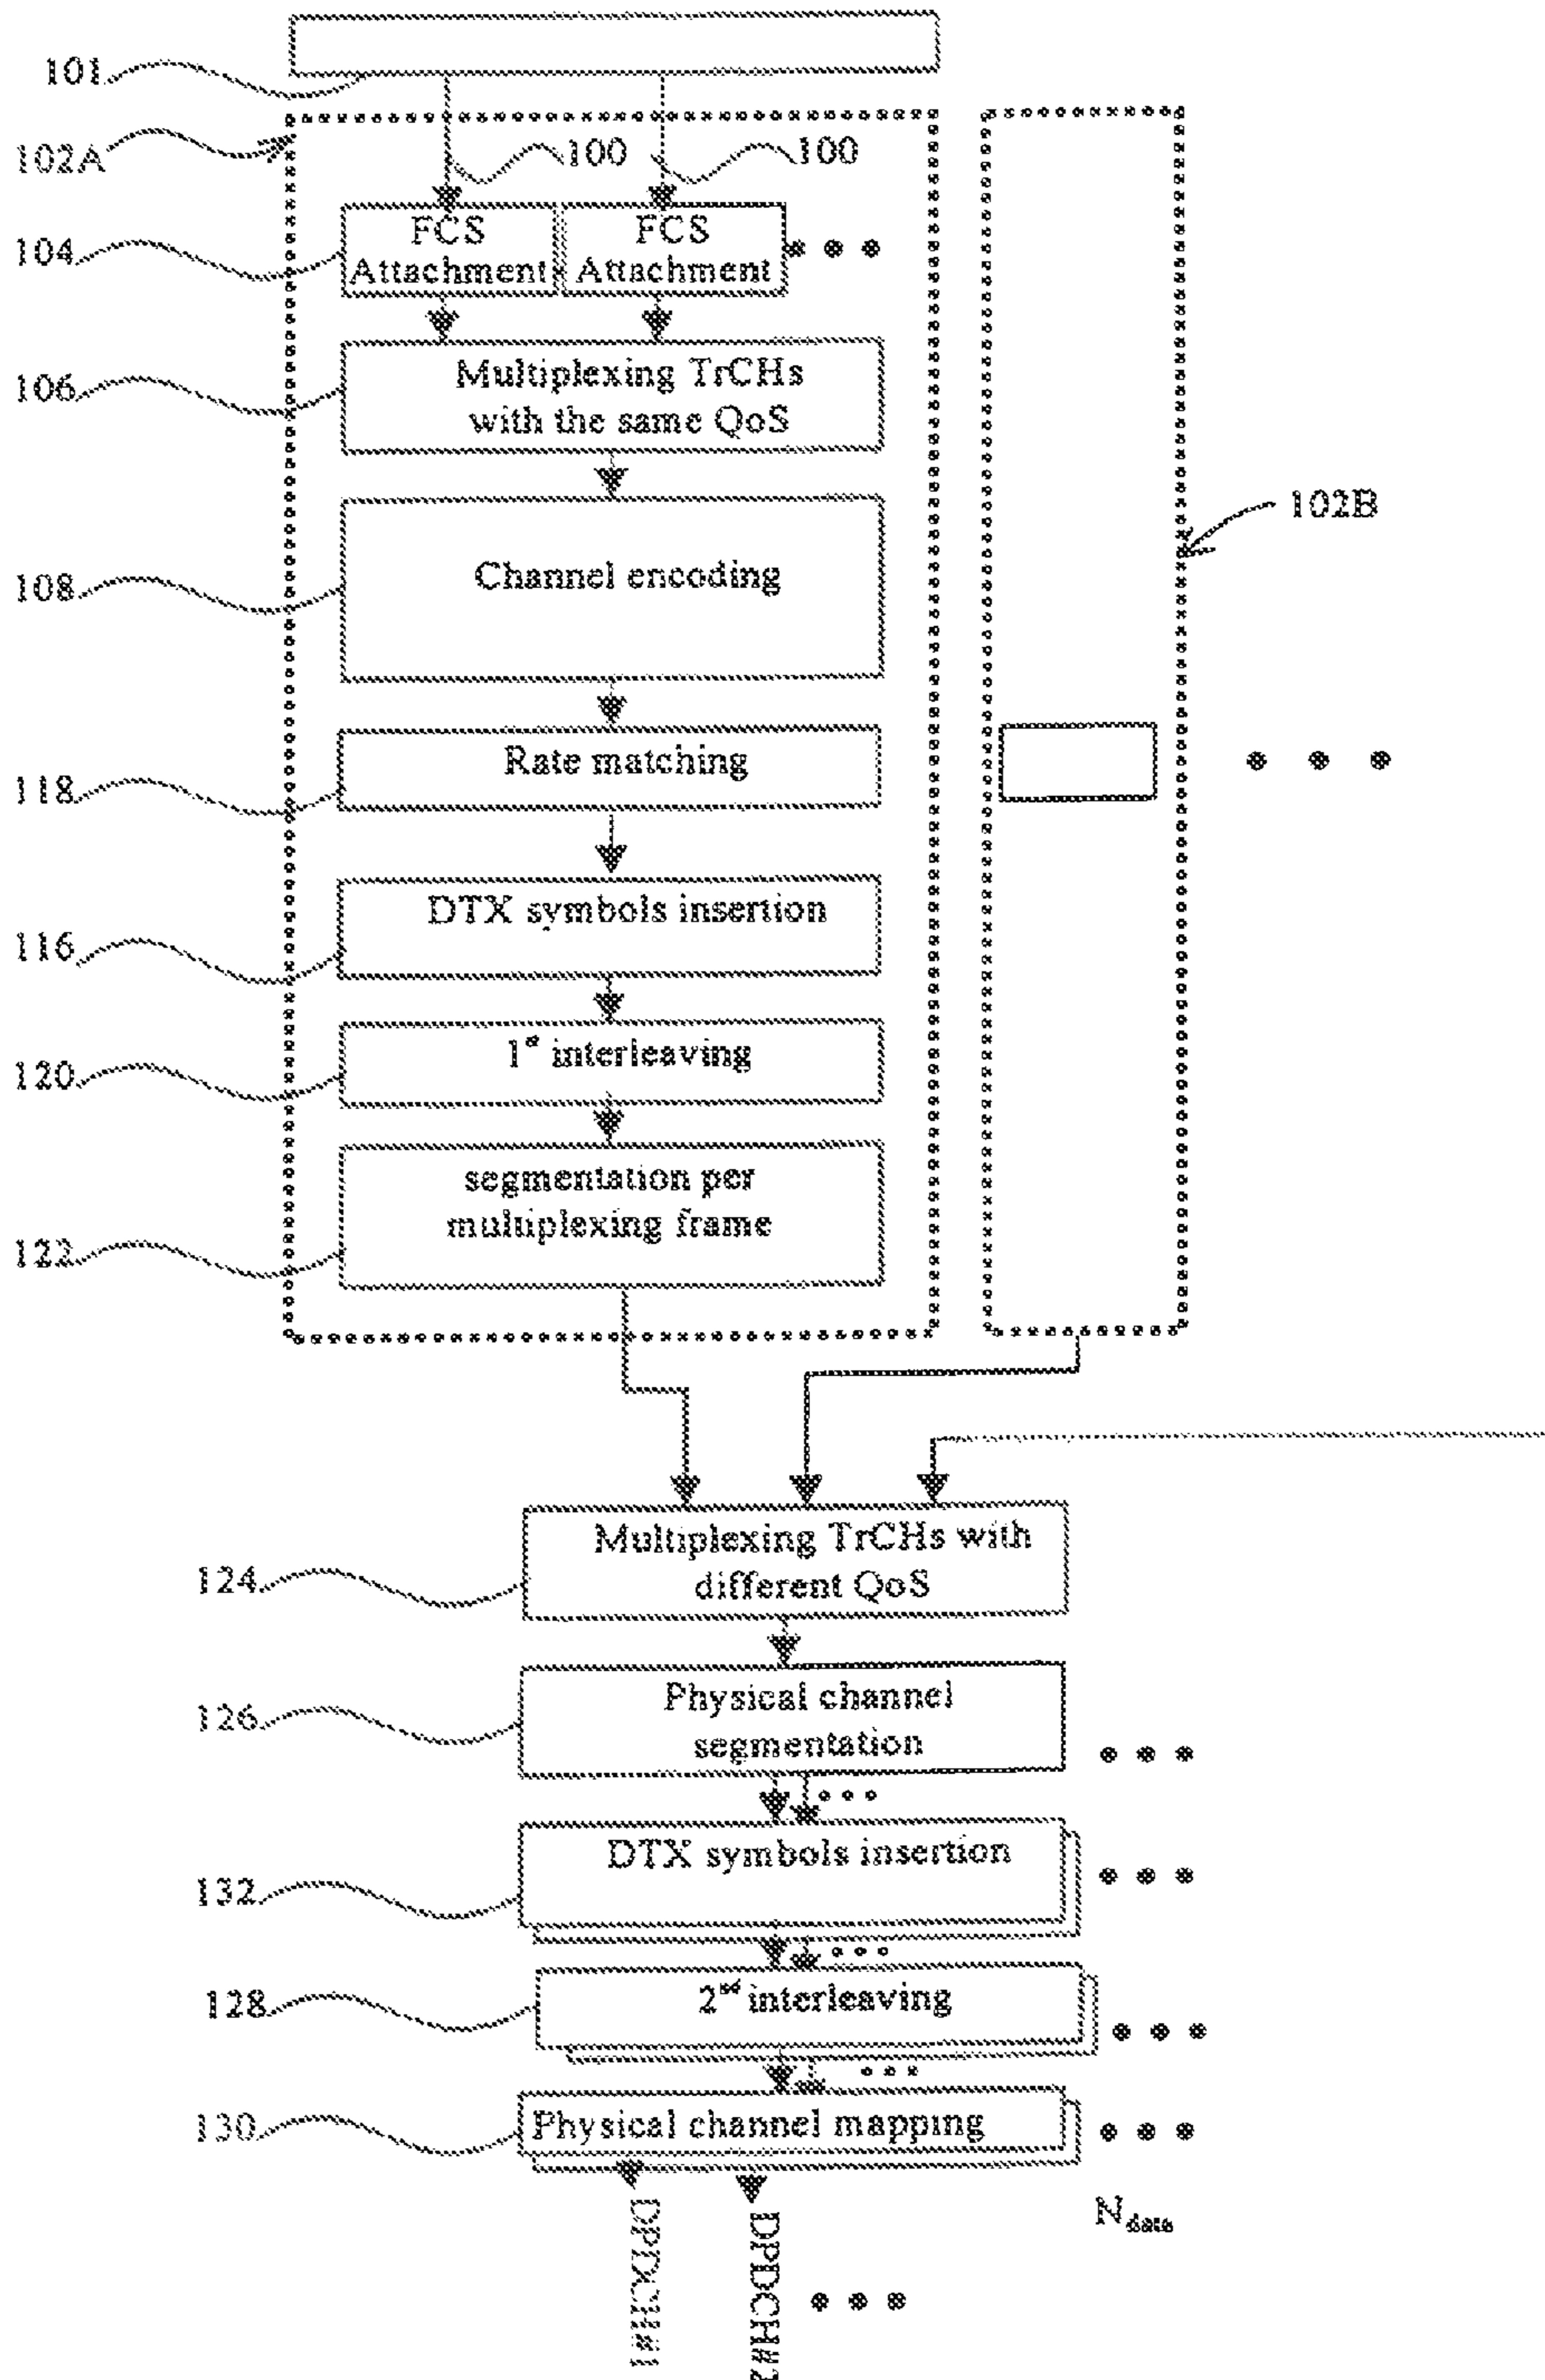 101
102A
100
100
104
FCS
Attachment
FCS
Attachment
106
Multiplexing TrCHs
with the same QoS
102B
108
Channel encoding
118
Rate matching
116
DTX symbols insertion
120
1st interleaving
122
segmentation per
multiplexing frame
124
Multiplexing TrCHs with
different QoS
126
Physical channel
segmentation
132
DTX symbols insertion
128
2nd interleaving
130
Physical channel mapping
Ndata
DPDCH#1